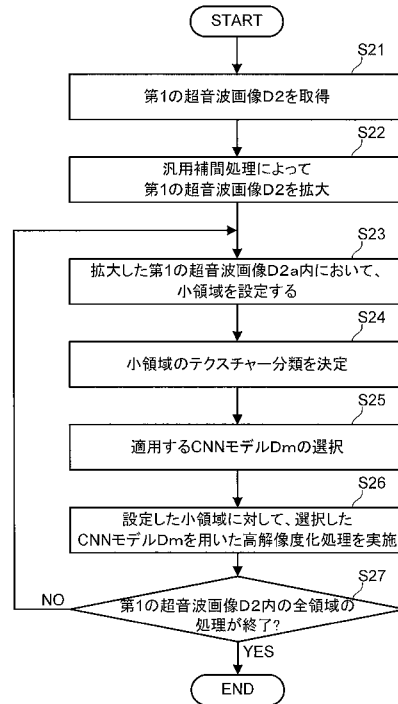 START
S21
第1の超音波画像D2を取得
S22
汎用補間処理によって
第1の超音波画像D2を拡大
S23
拡大した第1の超音波画像D2a内において、
小領域を設定する
S24
小領域のテクスチャー分類を決定
S25
適用するCNNモデルDmの選択
S26
設定した小領域に対して、選択した
CNNモデルDmを用いた高解像度化処理を実施
S27
NO
第1の超音波画像D2内の全領域の
処理が終了?
YES
END